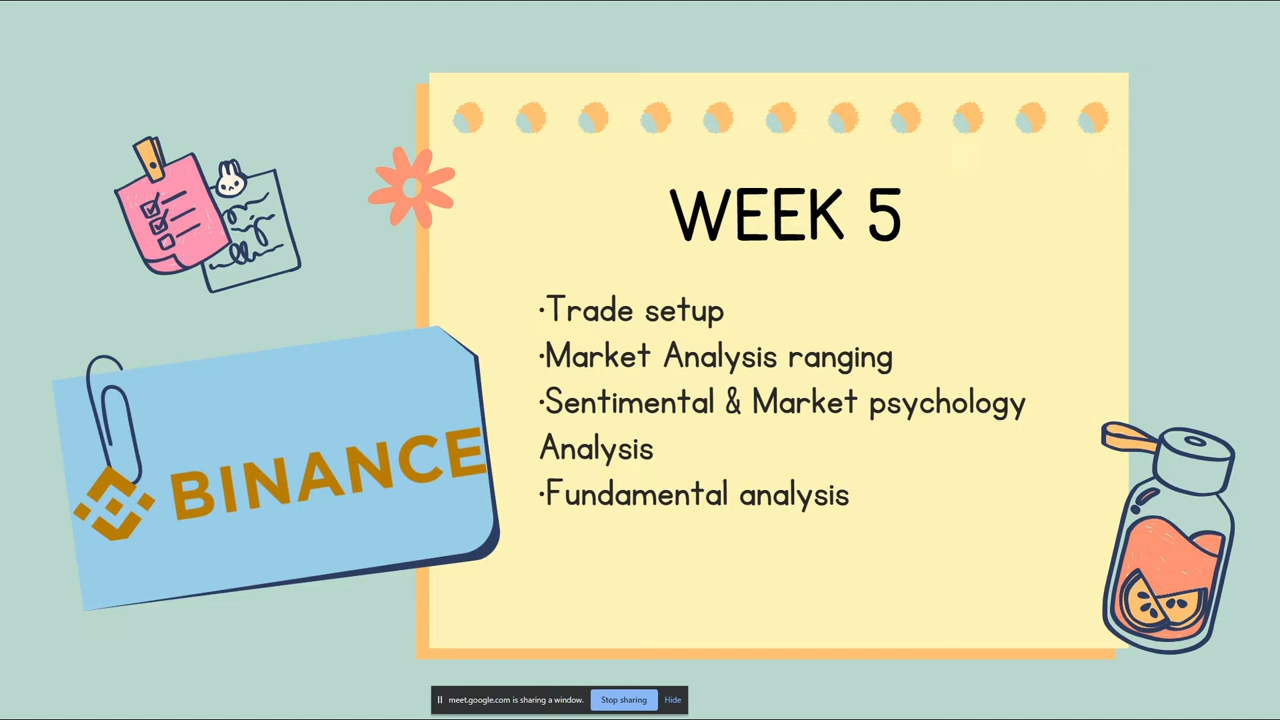 WEEK 5
·Trade setup
·Market Analysis ranging
·Sentimental & Market psychology
Analysis
·Fundamental analysis
BINANCE
meet.google.com is sharing a window.
Stop sharing
Hide